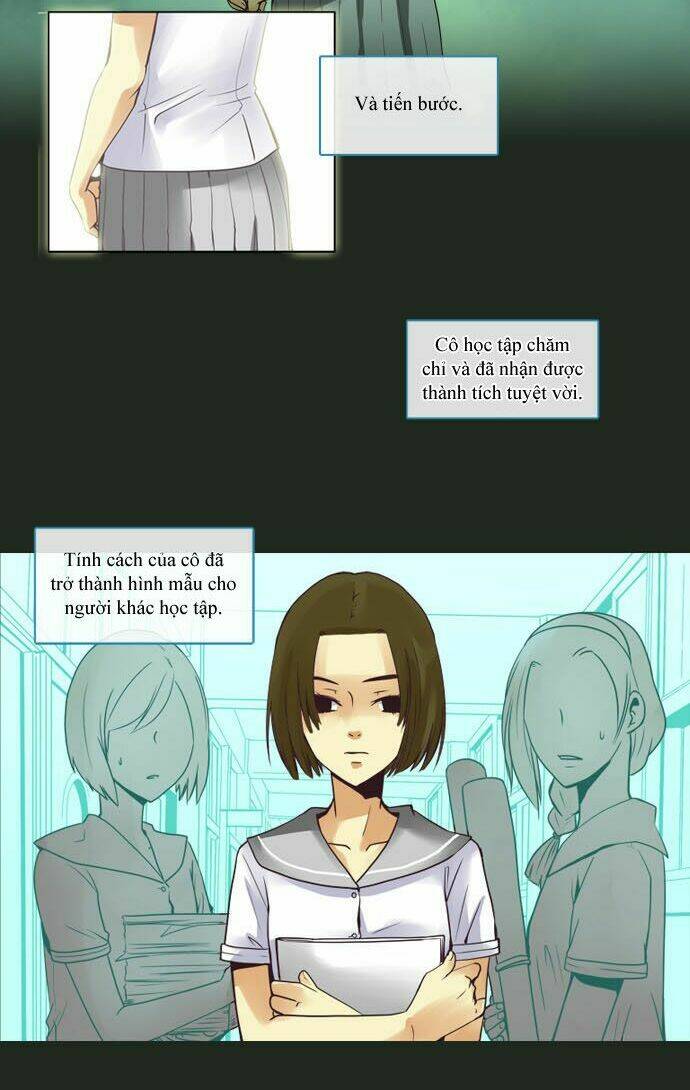 Và tiến bước.
Cô học tập chăm
chỉ và đã nhận được
thành tích tuyệt vời.
Tính cách của cô đã
trở thành hình mẫu cho
người khác học tập.